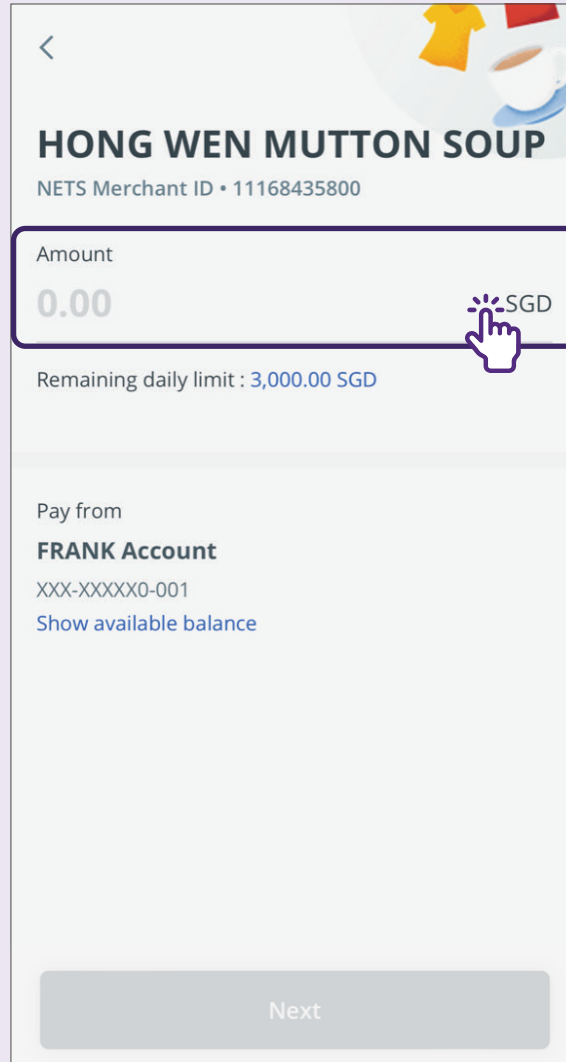 HONG WEN MUTTON SOUP
NETS Merchant ID • 11168435800
Amount
0.00 SGD
Remaining daily limit : 3,000.00 SGD
Pay from
FRANK Account
XXX-XXXXX0-001
Show available balance
Next